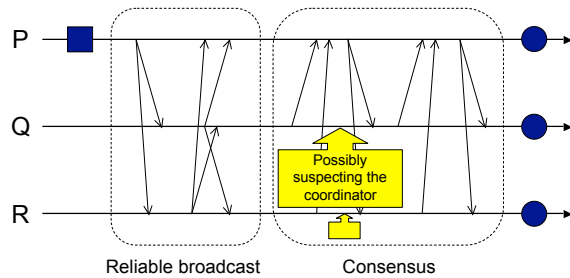 P
Q
Possibly
suspecting the
coordinator
R
Reliable broadcast
Consensus